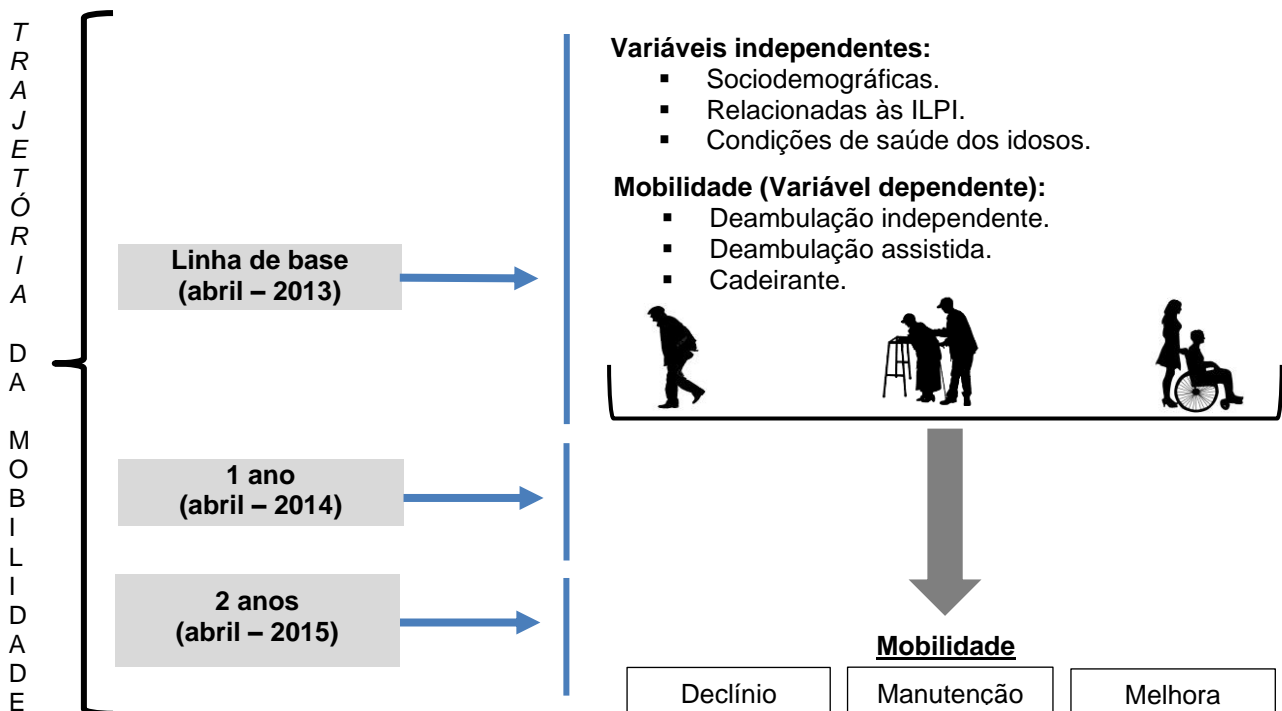 TRAJETÓRIA DA MOBILIDADE
Variáveis independentes:
▪ Sociodemográficas.
▪ Relacionadas às ILPI.
▪ Condições de saúde dos idosos.
Mobilidade (Variável dependente):
▪ Deambulação independente.
▪ Deambulação assistida.
▪ Cadeirante.
Linha de base
(abril – 2013)
1 ano
(abril – 2014)
2 anos
(abril – 2015)
Mobilidade
Declínio
Manutenção
Melhora